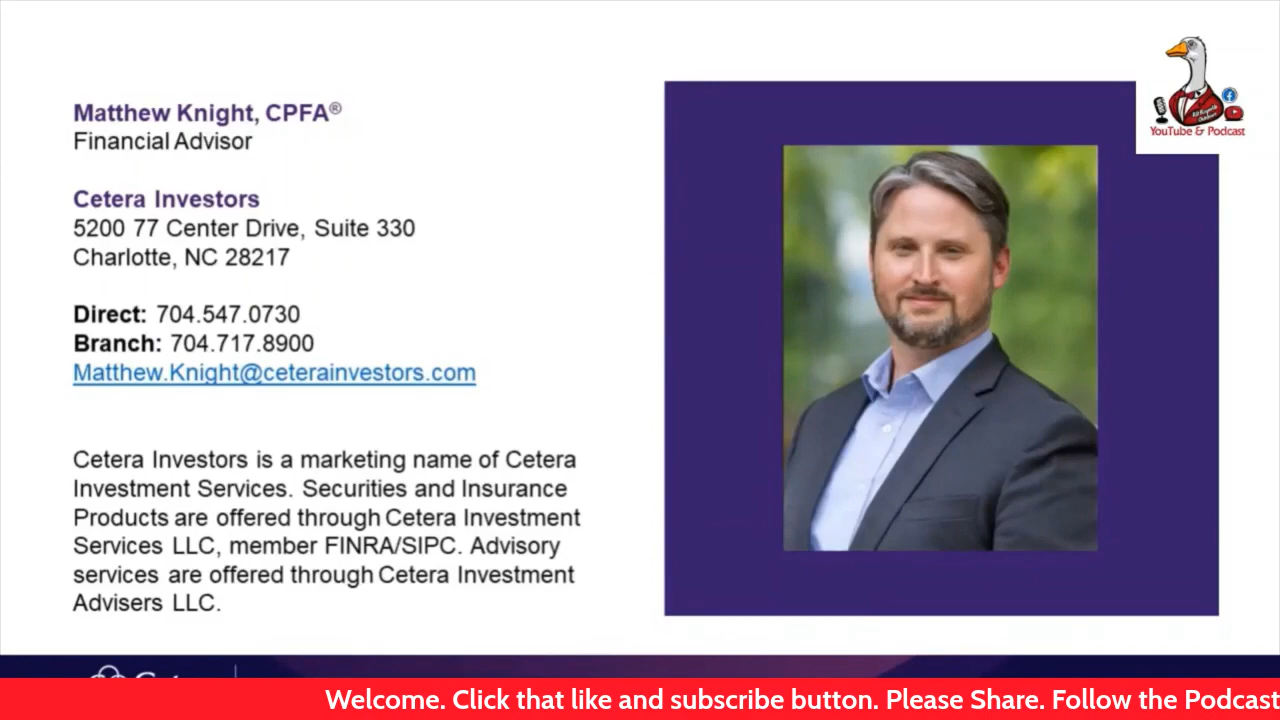 Matthew Knight, CPFA®
Financial Advisor
Cetera Investors
5200 77 Center Drive, Suite 330
Charlotte, NC 28217
Direct: 704.547.0730
Branch: 704.717.8900
Matthew.Knight@ceterainvestors.com
Cetera Investors is a marketing name of Cetera
Investment Services. Securities and Insurance
Products are offered through Cetera Investment
Services LLC, member FINRA/SIPC. Advisory
services are offered through Cetera Investment
Advisers LLC.
YouTube & Podcast
Welcome. Click that like and subscribe button. Please Share. Follow the Podcast